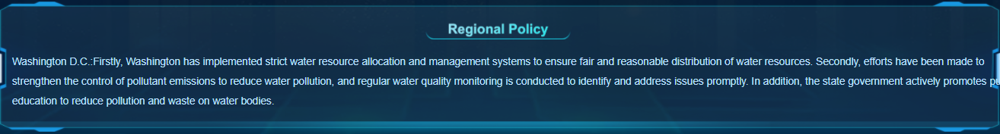 Regional Policy
Washington D.C.:Firstly, Washington has implemented strict water resource allocation and management systems to ensure fair and reasonable distribution of water resources. Secondly, efforts have been made to
strengthen the control of pollutant emissions to reduce water pollution, and regular water quality monitoring is conducted to identify and address issues promptly. In addition, the state government actively promotes
education to reduce pollution and waste on water bodies.